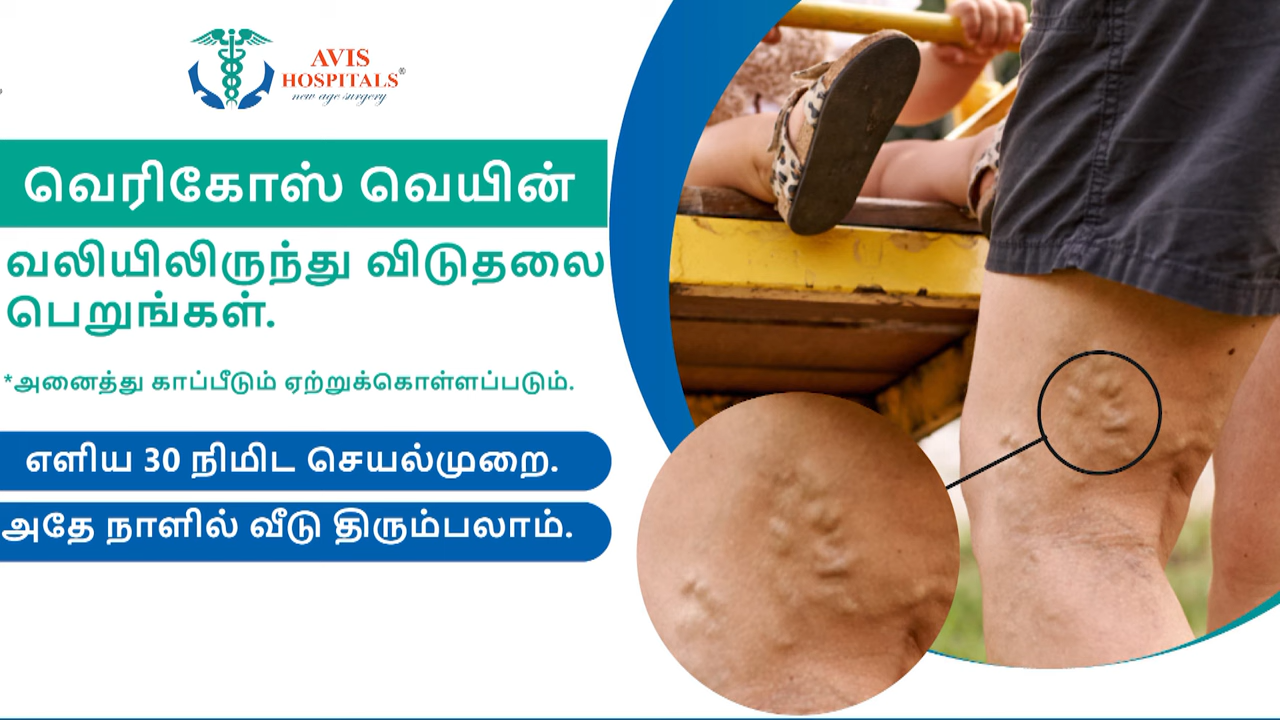 AVIS
HOSPITALS®
new age surgery
வெரிகோஸ் வெயின்
வலியிலிருந்து விடுதலை
பெறுங்கள்.
*அனைத்து காப்பீடும் ஏற்றுக்கொள்ளப்படும்.
எளிய 30 நிமிட செயல்முறை.
அதே நாளில் வீடு திரும்பலாம்.